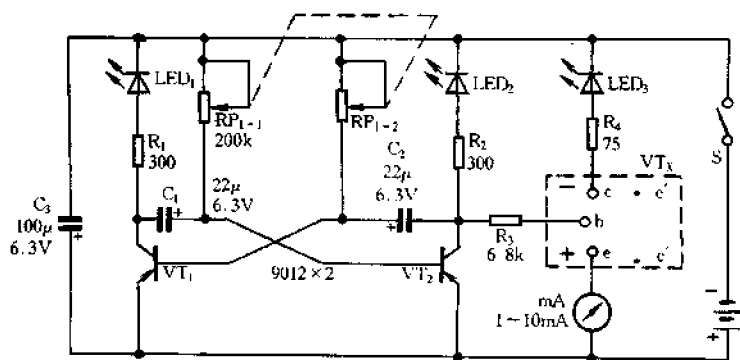 LED₁
RP₁₋₁
200k
R₁
300
C₁
22μ
6.3V
C₃
100μ
6.3V
VT₁
9012×2
RP₁₋₂
C₂
22μ
6.3V
LED₂
R₂
300
VT₂
LED₃
R₄
75
VTₓ
− c • e′
b
+ e • c′
R₃
6 8k
mA
1~10mA
S
−
+